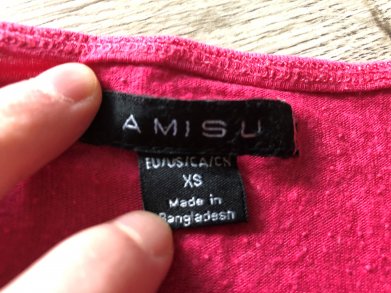 AMISU
EU/US/CA/CN
XS
Made in
Bangladesh